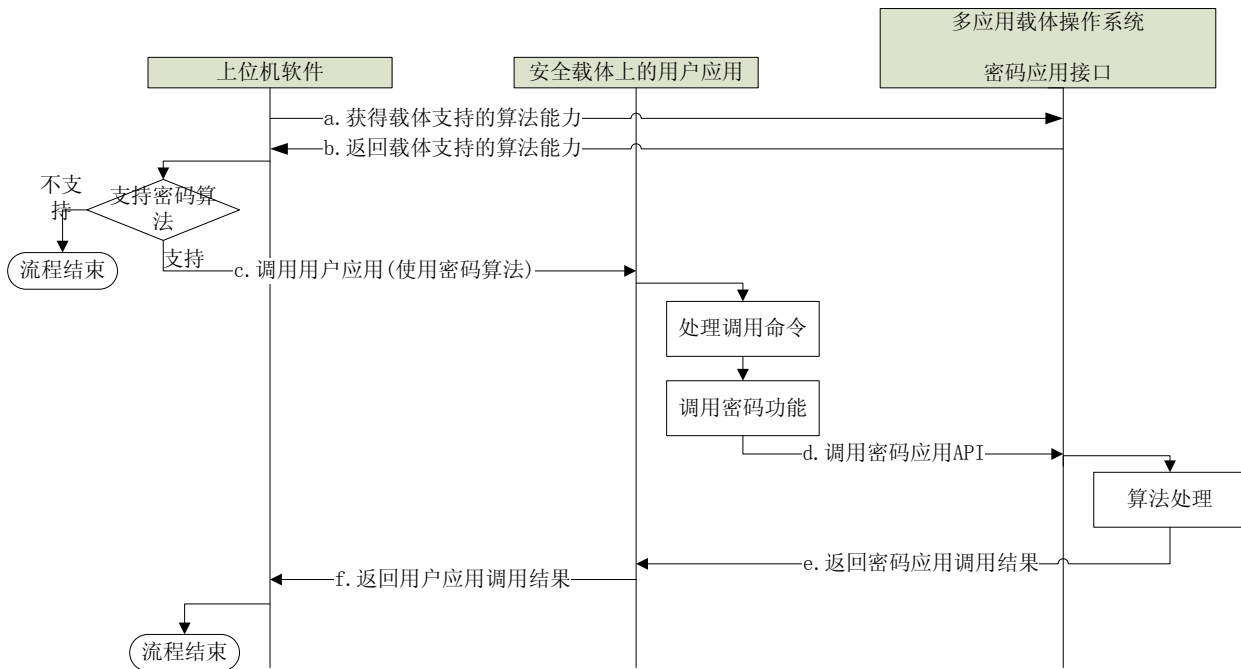 多应用载体操作系统
密码应用接口
上位机软件
安全载体上的用户应用
a.获得载体支持的算法能力
b.返回载体支持的算法能力
不支
持
支持密码算
法
流程结束
支持
c.调用用户应用(使用密码算法)
处理调用命令
调用密码功能
d.调用密码应用API
算法处理
e.返回密码应用调用结果
f.返回用户应用调用结果
流程结束